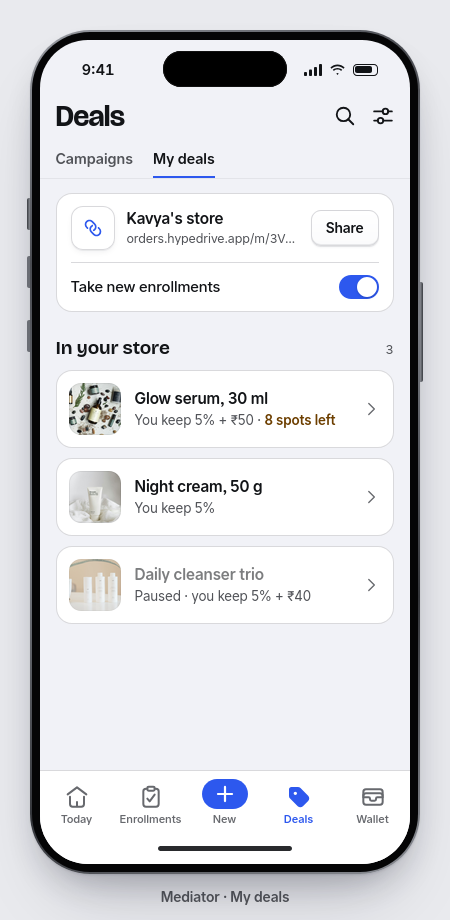 9:41
Deals
Campaigns My deals
Kavya's store
orders.hypedrive.app/m/3V...
Share
Take new enrollments
In your store
3
Glow serum, 30 ml
You keep 5% + ₹50 · 8 spots left
Night cream, 50 g
You keep 5%
Daily cleanser trio
Paused · you keep 5% + ₹40
Today Enrollments New Deals Wallet
Mediator · My deals